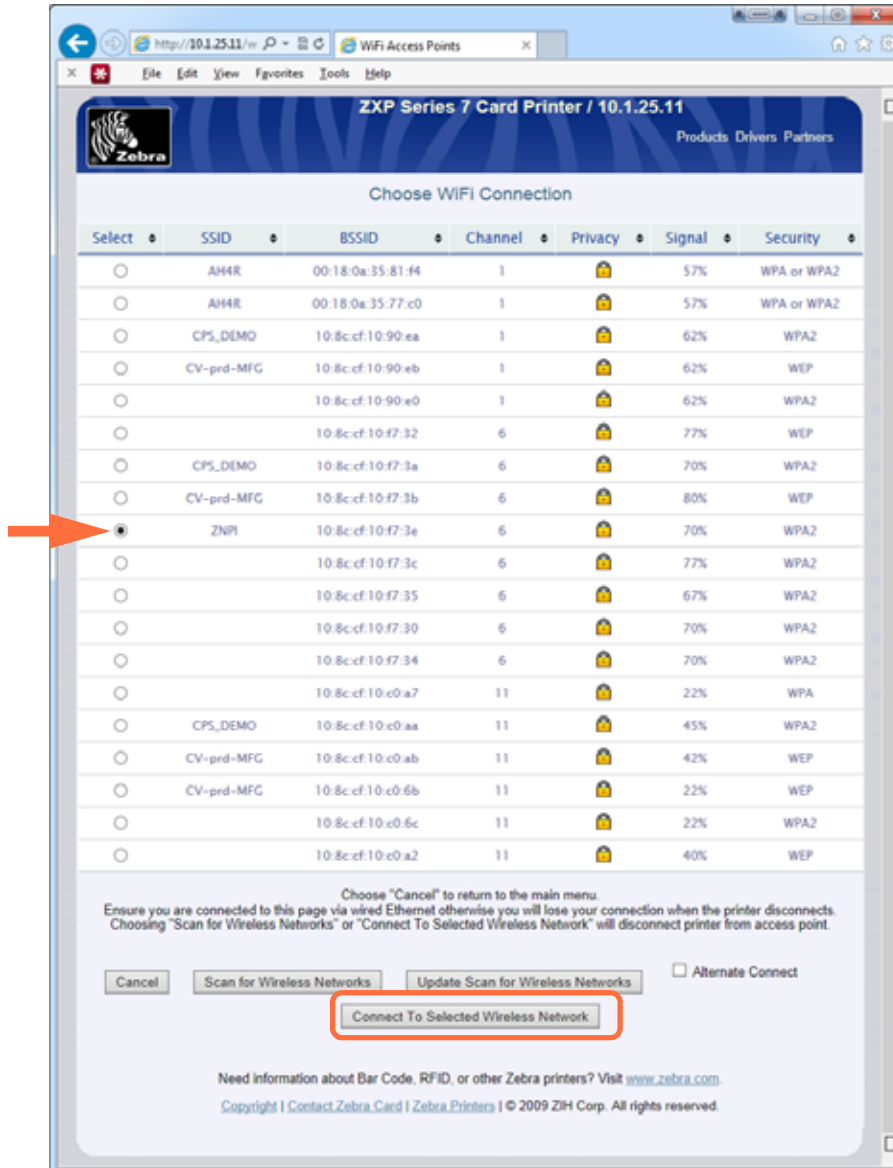 http://10.1.25.11/w
WiFi Access Points
File Edit View Favorites Tools Help
ZXP Series 7 Card Printer / 10.1.25.11
Zebra
Products Drivers Partners
Choose WiFi Connection
Select SSID BSSID Channel Privacy Signal Security
AH4R 00:18:0a:35:81:f4 1 57% WPA or WPA2
AH4R 00:18:0a:35:77:c0 1 57% WPA or WPA2
CPS_DEMO 10:8c:cf:10:90:ea 1 62% WPA2
CV-prd-MFG 10:8c:cf:10:90:eb 1 62% WEP
10:8c:cf:10:90:e0 1 62% WPA2
10:8c:cf:10:f7:32 6 77% WEP
CPS_DEMO 10:8c:cf:10:f7:3a 6 70% WPA2
CV-prd-MFG 10:8c:cf:10:f7:3b 6 80% WEP
ZNPI 10:8c:cf:10:f7:3e 6 70% WPA2
10:8c:cf:10:f7:3c 6 77% WPA2
10:8c:cf:10:f7:35 6 67% WPA2
10:8c:cf:10:f7:30 6 70% WPA2
10:8c:cf:10:f7:34 6 70% WPA2
10:8c:cf:10:c0:a7 11 22% WPA
CPS_DEMO 10:8c:cf:10:c0:aa 11 45% WPA2
CV-prd-MFG 10:8c:cf:10:c0:ab 11 42% WEP
CV-prd-MFG 10:8c:cf:10:c0:6b 11 22% WEP
10:8c:cf:10:c0:6c 11 22% WPA2
10:8c:cf:10:c0:a2 11 40% WEP
Choose "Cancel" to return to the main menu.
Ensure you are connected to this page via wired Ethernet otherwise you will lose your connection when the printer disconnects.
Choosing "Scan for Wireless Networks" or "Connect To Selected Wireless Network" will disconnect printer from access point.
Cancel Scan for Wireless Networks Update Scan for Wireless Networks Alternate Connect
Connect To Selected Wireless Network
Need information about Bar Code, RFID, or other Zebra printers? Visit www.zebra.com.
Copyright | Contact Zebra Card | Zebra Printers | © 2009 ZIH Corp. All rights reserved.